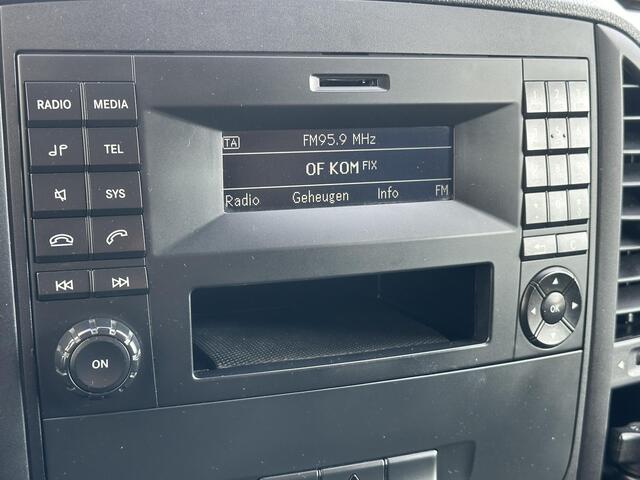 RADIO MEDIA
TA FM95.9 MHz
TEL
OF KOM FIX
SYS
Radio Geheugen Info FM
OK
C
ON